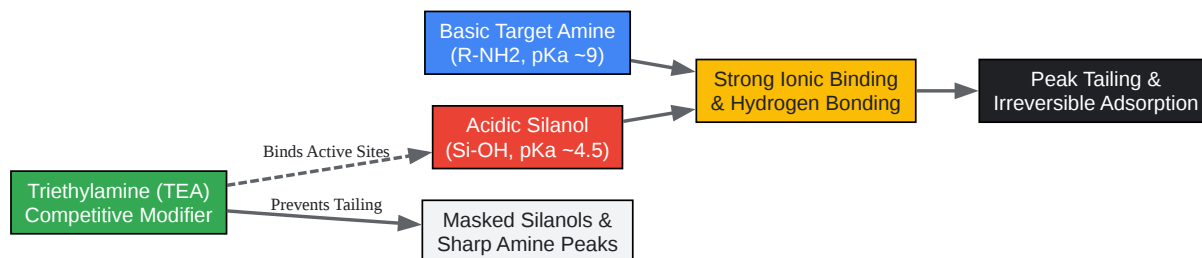 Basic Target Amine
(R-NH2, pKa ~9)
Strong Ionic Binding
& Hydrogen Bonding
Peak Tailing &
Irreversible Adsorption
Acidic Silanol
(Si-OH, pKa ~4.5)
Binds Active Sites
Triethylamine (TEA)
Competitive Modifier
Prevents Tailing
Masked Silanols &
Sharp Amine Peaks